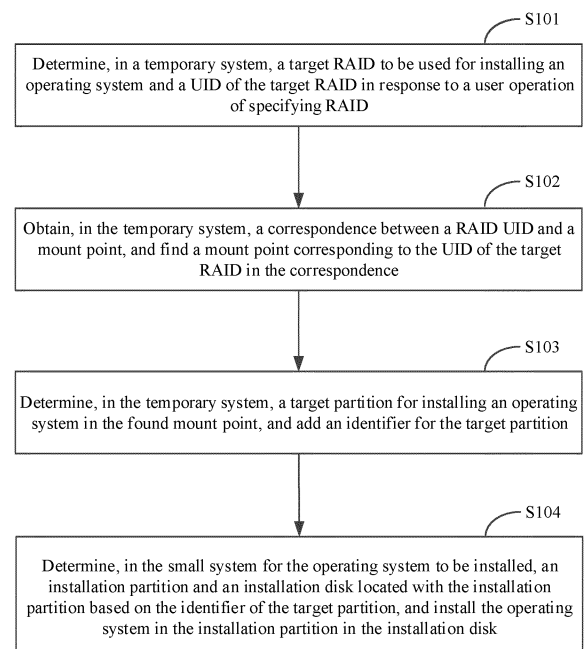 S101
Determine, in a temporary system, a target RAID to be used for installing an
operating system and a UID of the target RAID in response to a user operation
of specifying RAID
S102
Obtain, in the temporary system, a correspondence between a RAID UID and a
mount point, and find a mount point corresponding to the UID of the target
RAID in the correspondence
S103
Determine, in the temporary system, a target partition for installing an operating
system in the found mount point, and add an identifier for the target partition
S104
Determine, in the small system for the operating system to be installed, an
installation partition and an installation disk located with the installation
partition based on the identifier of the target partition, and install the operating
system in the installation partition in the installation disk